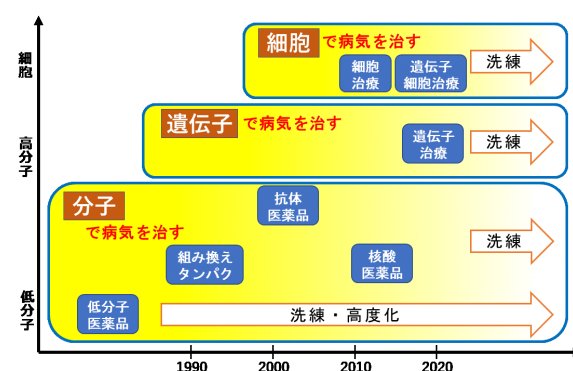 細胞
細胞 で病気を治す
細胞
治療
遺伝子
細胞治療
洗練
高分子
遺伝子 で病気を治す
遺伝子
治療
洗練
分子
で病気を治す
抗体
医薬品
組み換え
タンパク
核酸
医薬品
洗練
低分子
低分子
医薬品
洗練・高度化
1990 2000 2010 2020